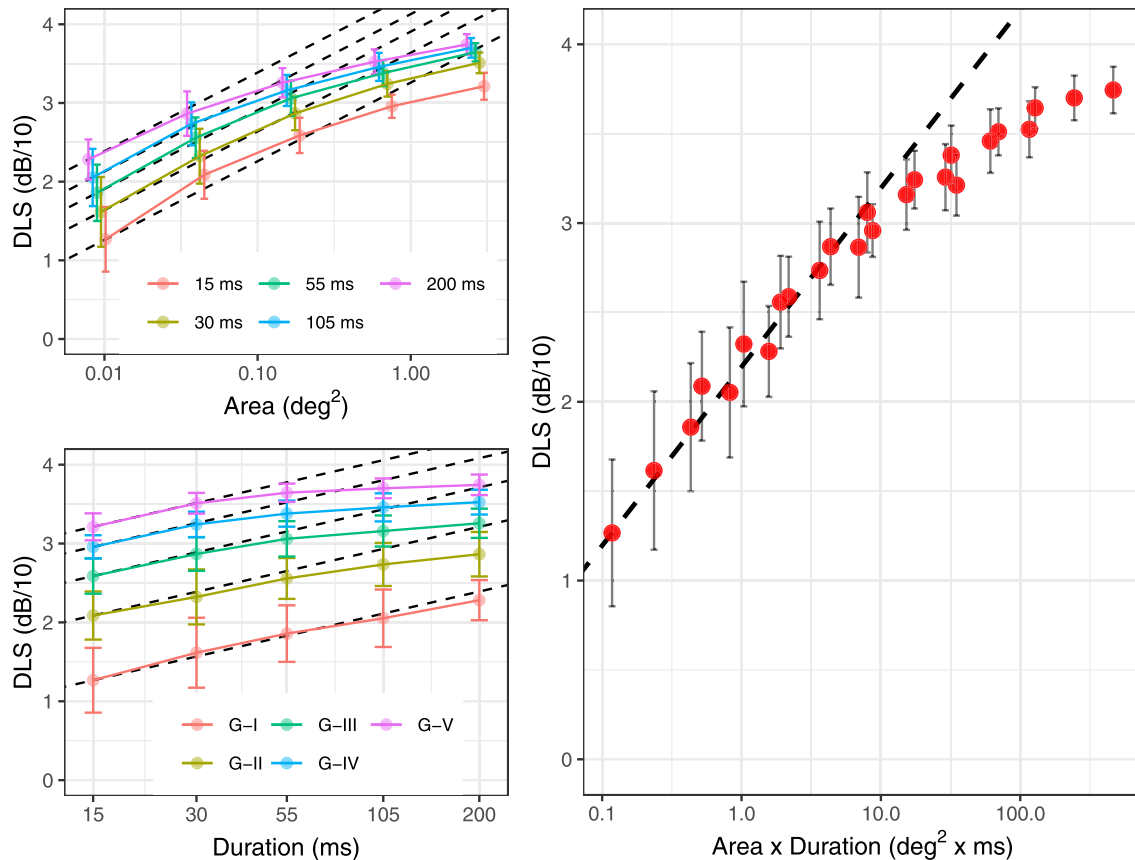 4
3
2
1
0
DLS (dB/10)
15 ms 55 ms 200 ms
30 ms 105 ms
0.01 0.10 1.00
Area (deg²)
4
3
2
1
0
DLS (dB/10)
G−I G−III G−V
G−II G−IV
15 30 55 105 200
Duration (ms)
4
3
2
1
0
DLS (dB/10)
0.1 1.0 10.0 100.0
Area x Duration (deg² x ms)